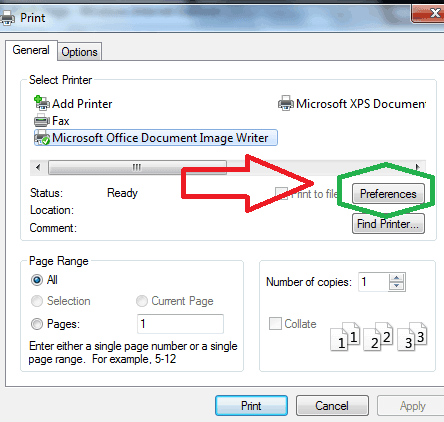 Print
General
Options
Select Printer
Add Printer
Microsoft XPS Document
Fax
Microsoft Office Document Image Writer
Status: Ready
Print to file
Preferences
Location:
Comment:
Find Printer...
Page Range
All
Selection
Current Page
Pages: 1
Enter either a single page number or a single
page range. For example, 5-12
Number of copies: 1
Collate
1 1 2 2 3 3
Print
Cancel
Apply